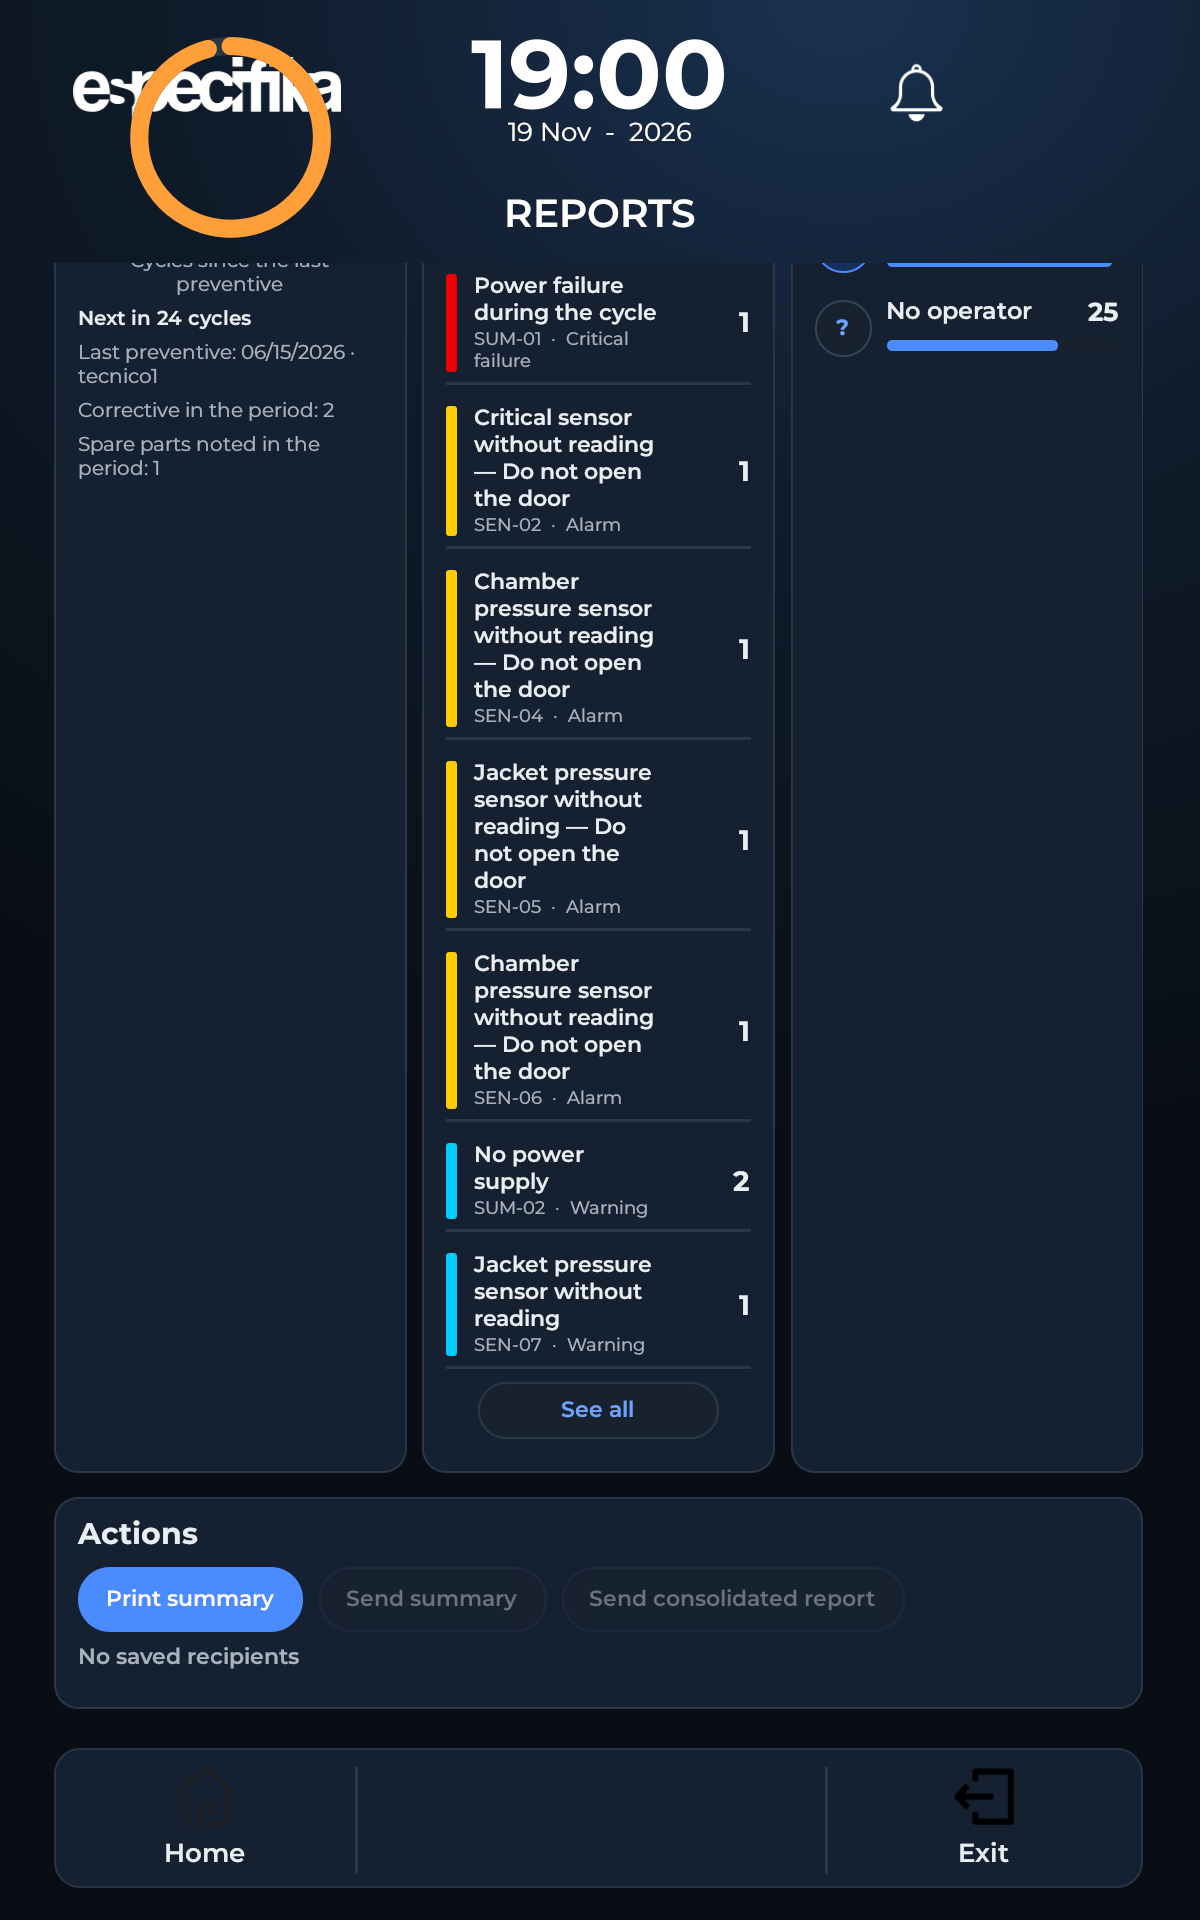 especifika
19:00
19 Nov - 2026
REPORTS
Cycles since the last
preventive
Next in 24 cycles
Last preventive: 06/15/2026 ·
tecnico1
Corrective in the period: 2
Spare parts noted in the
period: 1
Power failure
during the cycle
1
SUM-01 · Critical
failure
Critical sensor
without reading
— Do not open
the door
1
SEN-02 · Alarm
Chamber
pressure sensor
without reading
— Do not open
the door
1
SEN-04 · Alarm
Jacket pressure
sensor without
reading — Do
not open the
door
1
SEN-05 · Alarm
Chamber
pressure sensor
without reading
— Do not open
the door
1
SEN-06 · Alarm
No power
supply
2
SUM-02 · Warning
Jacket pressure
sensor without
reading
1
SEN-07 · Warning
See all
?
No operator
25
Actions
Print summary
Send summary
Send consolidated report
No saved recipients
Home
Exit